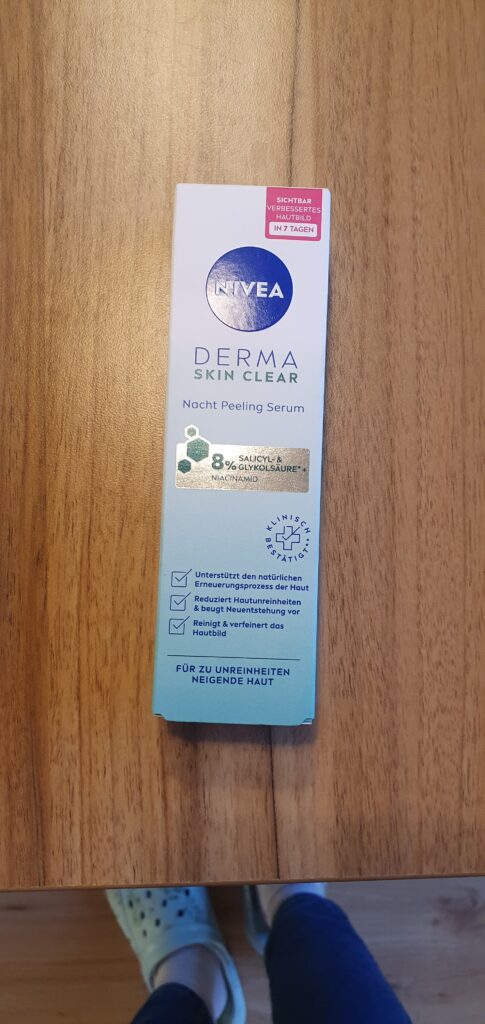 SICHTBAR
VERBESSERTES
HAUTBILD
IN 7 TAGEN
NIVEA
DERMA
SKIN CLEAR
Nacht Peeling Serum
8% SALICYL- &
GLYKOLSÄURE* +
NIACINAMID
KLINISCH
BESTÄTIGT**
Unterstützt den natürlichen
Erneuerungsprozess der Haut
Reduziert Hautunreinheiten
& beugt Neuentstehung vor
Reinigt & verfeinert das
Hautbild
FÜR ZU UNREINHEITEN
NEIGENDE HAUT